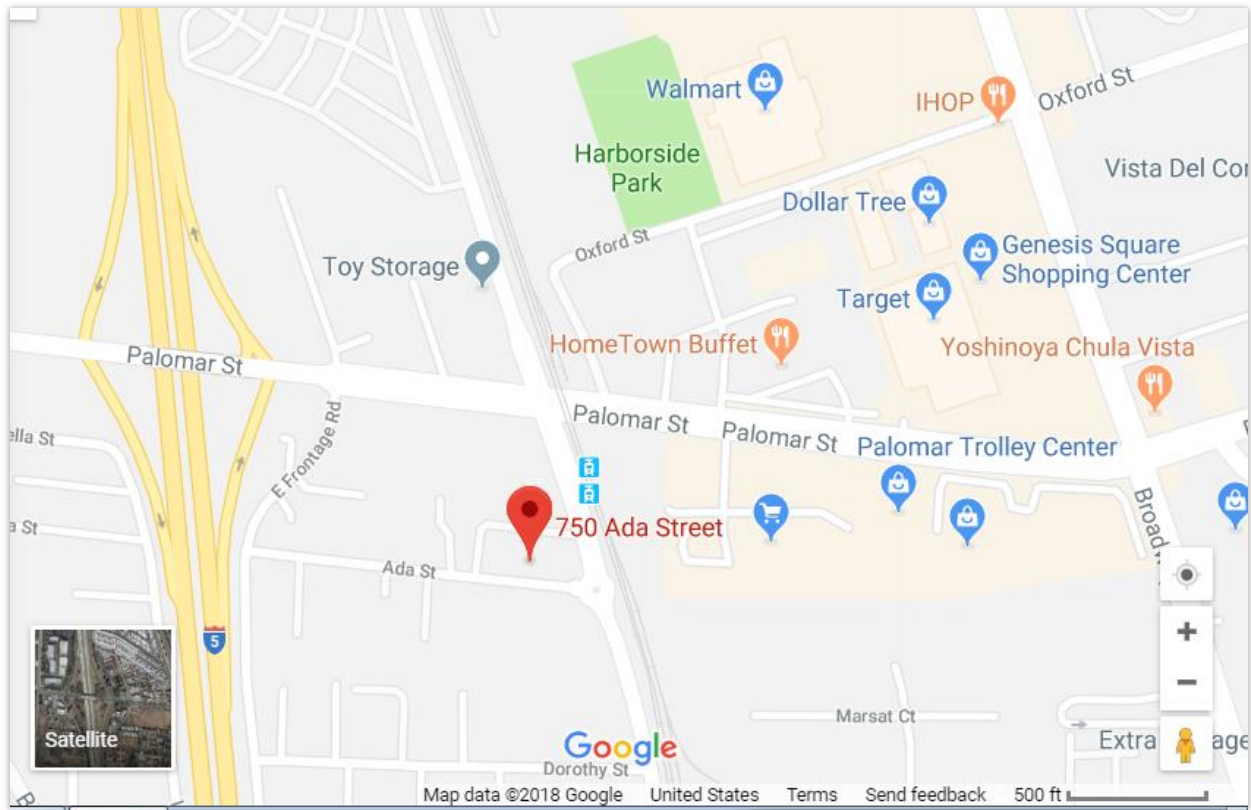 Walmart
IHOP
Oxford St
Harborside
Park
Vista Del Cor
Dollar Tree
Oxford St
Toy Storage
Genesis Square
Shopping Center
Target
HomeTown Buffet
Yoshinoya Chula Vista
Palomar St
Palomar St
Palomar St
Palomar Trolley Center
ella St
E Frontage Rd
a St
750 Ada Street
Broadw
Ada St
5
Satellite
Marsat Ct
Extra
age
Google
Dorothy St
Map data ©2018 Google United States Terms Send feedback 500 ft